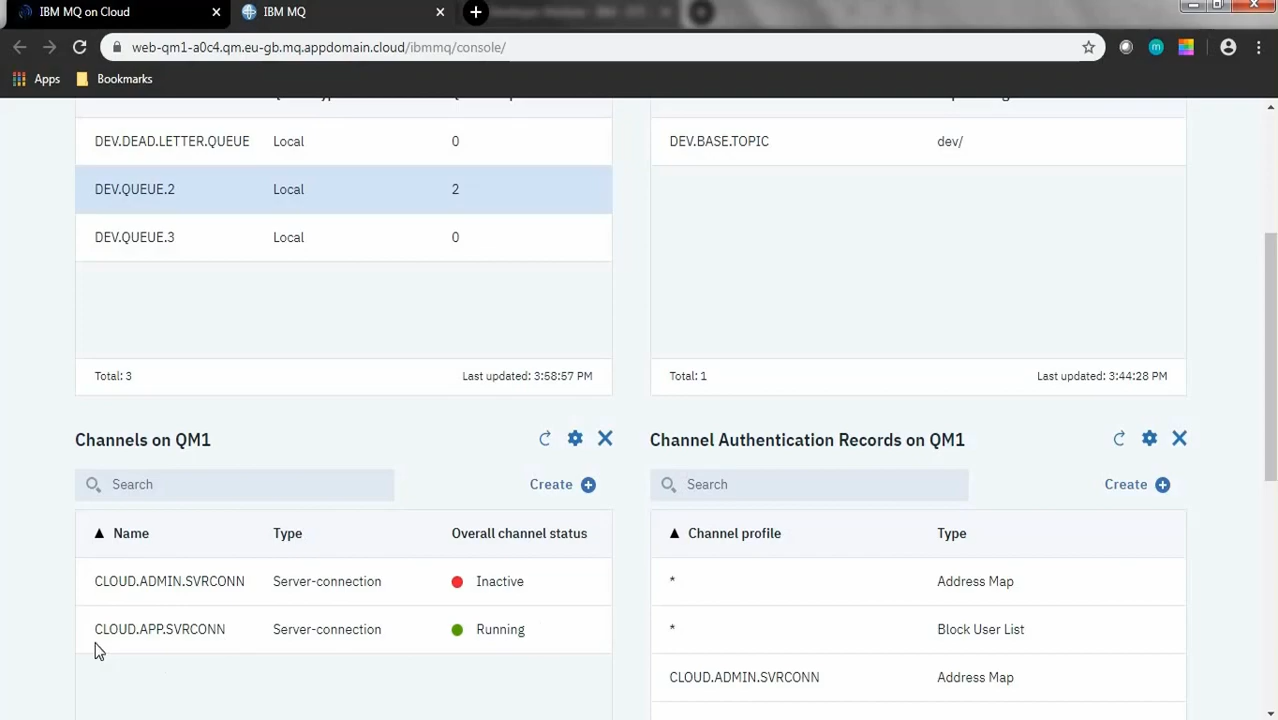 IBM MQ on Cloud
IBM MQ
web-qm1-a0c4.qm.eu-gb.mq.appdomain.cloud/ibmmq/console/
m
Apps
Bookmarks
DEV.DEAD.LETTER.QUEUE Local 0
DEV.QUEUE.2 Local 2
DEV.QUEUE.3 Local 0
Total: 3 Last updated: 3:58:57 PM
DEV.BASE.TOPIC dev/
Total: 1 Last updated: 3:44:28 PM
Channels on QM1
Search
Create
Name Type Overall channel status
CLOUD.ADMIN.SVRCONN Server-connection Inactive
CLOUD.APP.SVRCONN Server-connection Running
Channel Authentication Records on QM1
Search
Create
Channel profile Type
* Address Map
* Block User List
CLOUD.ADMIN.SVRCONN Address Map